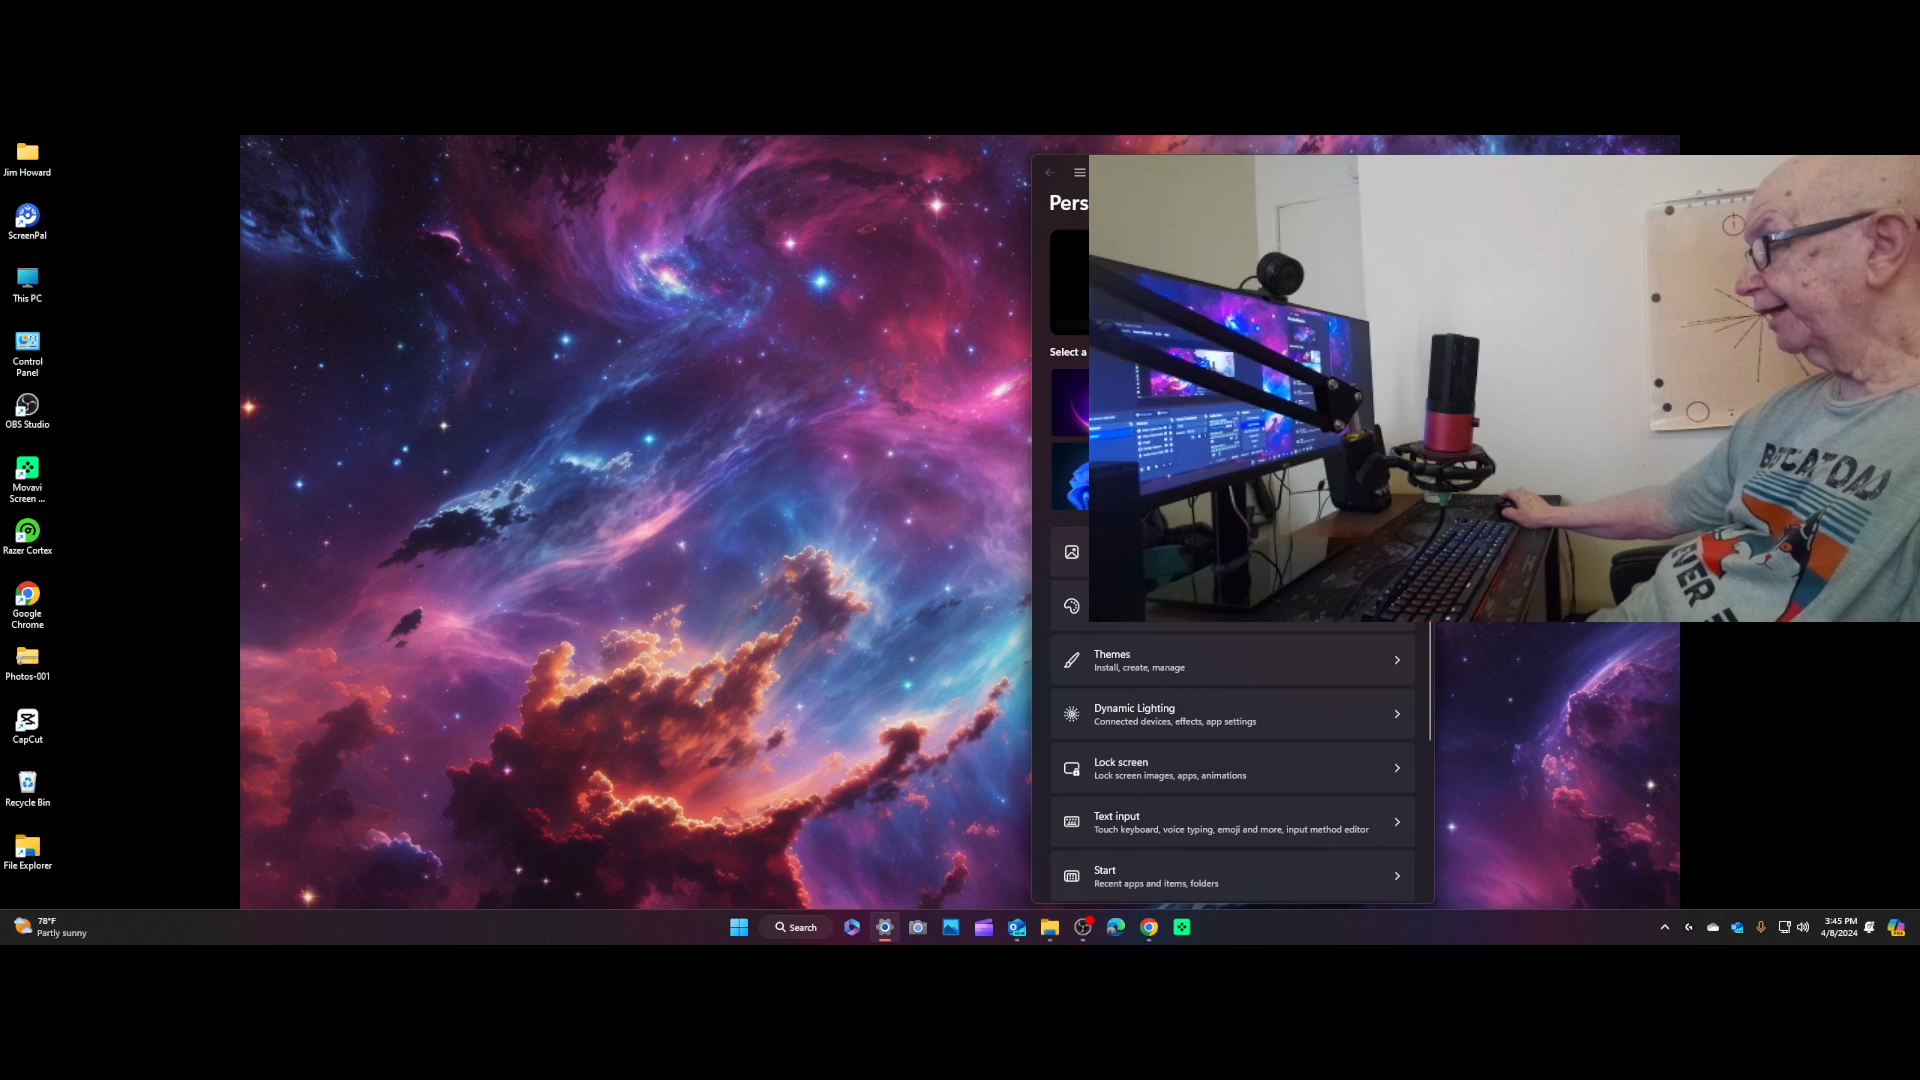 Jim Howard
ScreenPal
This PC
Control
Panel
OBS Studio
Movavi
Screen ...
Razer Cortex
Google
Chrome
Photos-001
CapCut
Recycle Bin
File Explorer
Pers
Select a
Themes
Install, create, manage
Dynamic Lighting
Connected devices, effects, app settings
Lock screen
Lock screen images, apps, animations
Text input
Touch keyboard, voice typing, emoji and more, input method editor
Start
Recent apps and items, folders
78°F
Partly sunny
Search
3:45 PM
4/8/2024